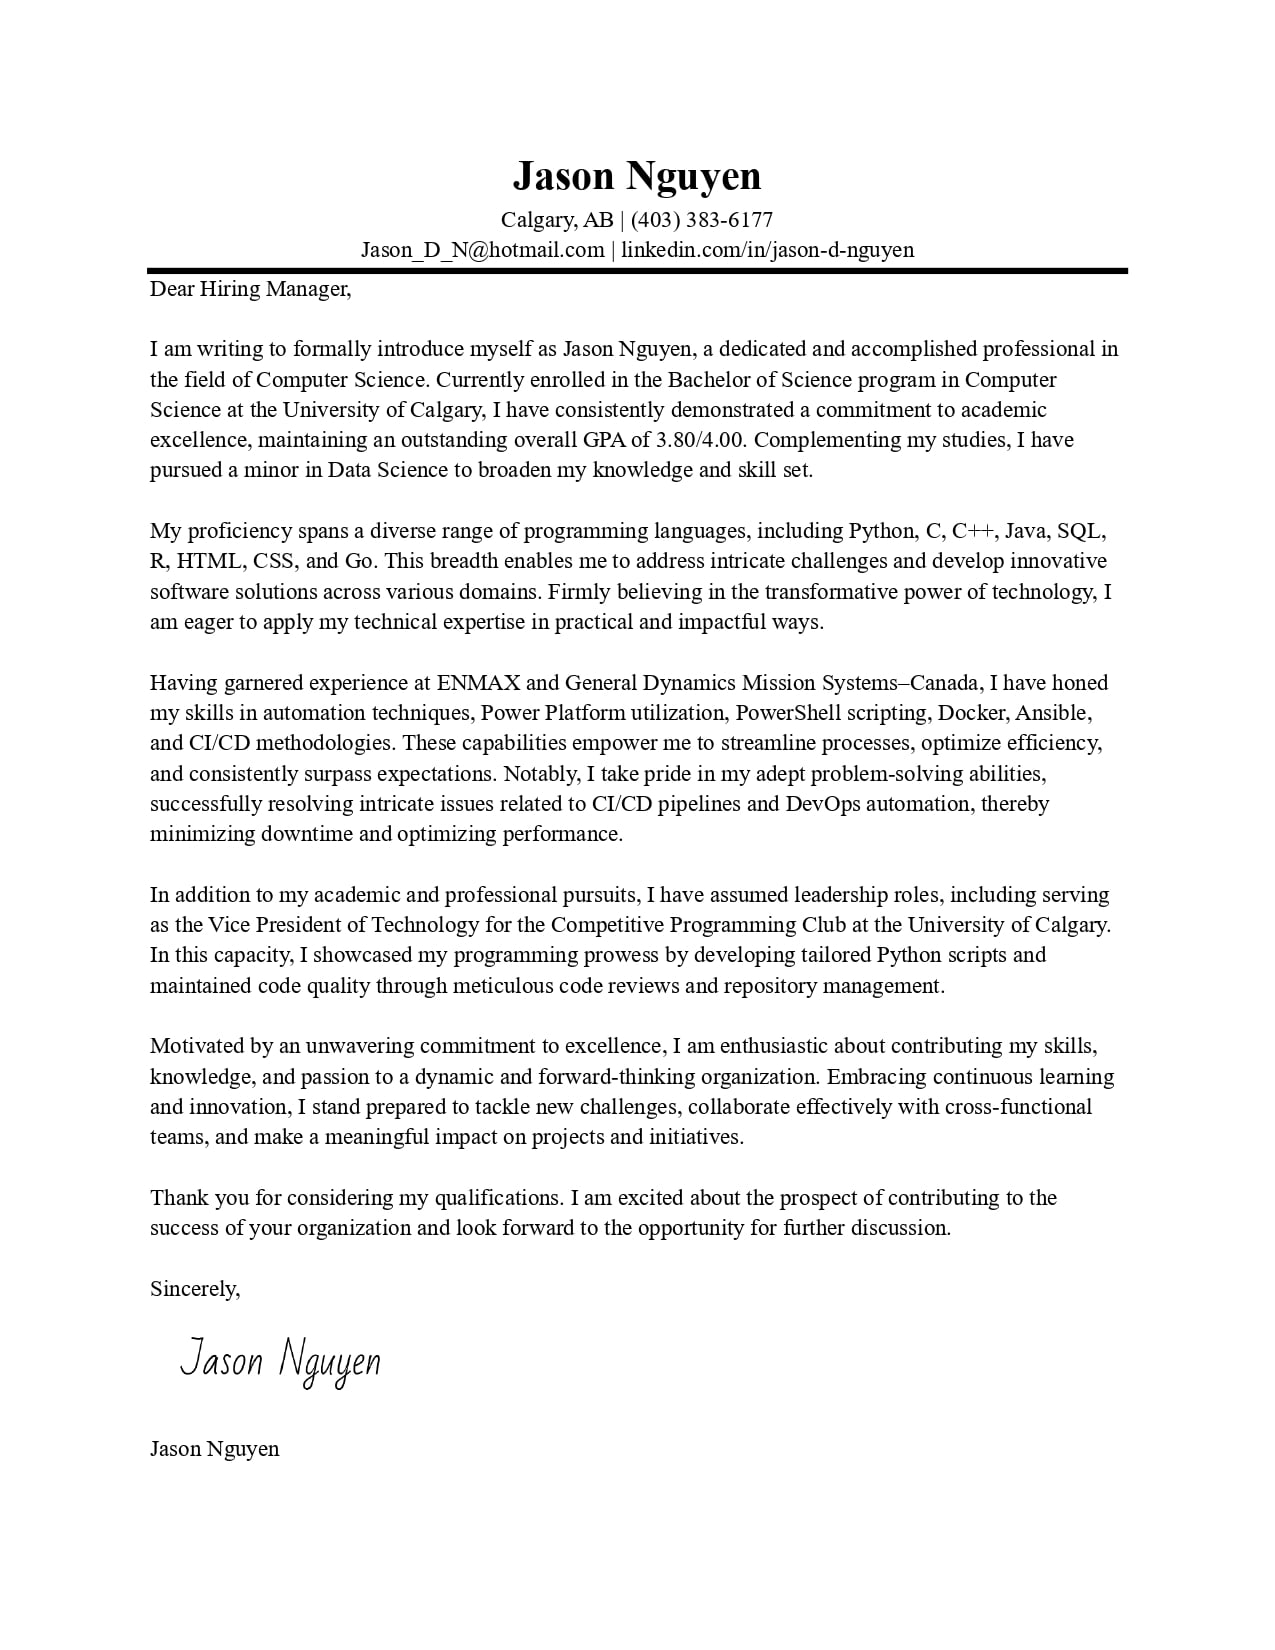 Jason Nguyen
Calgary, AB | (403) 383-6177
Jason_D_N@hotmail.com | linkedin.com/in/jason-d-nguyen
Dear Hiring Manager,
I am writing to formally introduce myself as Jason Nguyen, a dedicated and accomplished professional in
the field of Computer Science. Currently enrolled in the Bachelor of Science program in Computer
Science at the University of Calgary, I have consistently demonstrated a commitment to academic
excellence, maintaining an outstanding overall GPA of 3.80/4.00. Complementing my studies, I have
pursued a minor in Data Science to broaden my knowledge and skill set.
My proficiency spans a diverse range of programming languages, including Python, C, C++, Java, SQL,
R, HTML, CSS, and Go. This breadth enables me to address intricate challenges and develop innovative
software solutions across various domains. Firmly believing in the transformative power of technology, I
am eager to apply my technical expertise in practical and impactful ways.
Having garnered experience at ENMAX and General Dynamics Mission Systems–Canada, I have honed
my skills in automation techniques, Power Platform utilization, PowerShell scripting, Docker, Ansible,
and CI/CD methodologies. These capabilities empower me to streamline processes, optimize efficiency,
and consistently surpass expectations. Notably, I take pride in my adept problem-solving abilities,
successfully resolving intricate issues related to CI/CD pipelines and DevOps automation, thereby
minimizing downtime and optimizing performance.
In addition to my academic and professional pursuits, I have assumed leadership roles, including serving
as the Vice President of Technology for the Competitive Programming Club at the University of Calgary.
In this capacity, I showcased my programming prowess by developing tailored Python scripts and
maintained code quality through meticulous code reviews and repository management.
Motivated by an unwavering commitment to excellence, I am enthusiastic about contributing my skills,
knowledge, and passion to a dynamic and forward-thinking organization. Embracing continuous learning
and innovation, I stand prepared to tackle new challenges, collaborate effectively with cross-functional
teams, and make a meaningful impact on projects and initiatives.
Thank you for considering my qualifications. I am excited about the prospect of contributing to the
success of your organization and look forward to the opportunity for further discussion.
Sincerely,
Jason Nguyen
Jason Nguyen